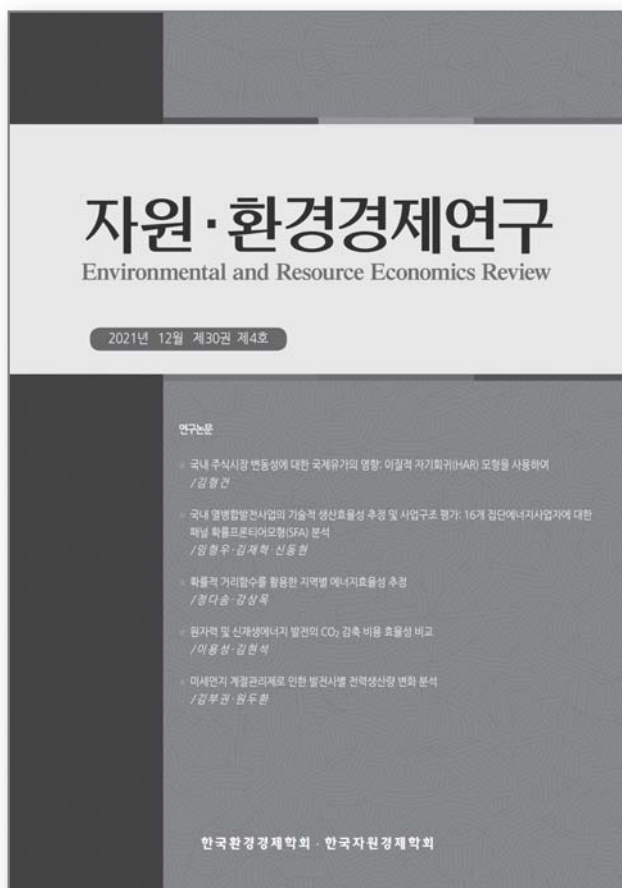 자원·환경경제연구
Environmental and Resource Economics Review
2021년 12월 제30권 제4호
연구논문
국내 주식시장 변동성에 대한 국제유가의 영향: 이질적 자기회귀(HAR) 모형을 사용하여
/김형건
국내 열병합발전사업의 기술적 생산효율성 추정 및 사업구조 평가: 16개 집단에너지사업자에 대한
패널 확률프론티어모형(SFA) 분석
/임형우·김재혁·신동현
확률적 거리함수를 활용한 지역별 에너지효율성 추정
/정다솜·강상목
원자력 및 신재생에너지 발전의 CO₂ 감축 비용 효율성 비교
/이용성·김현석
미세먼지 계절관리제로 인한 발전사별 전력생산량 변화 분석
/김부권·원두환
한국환경경제학회 · 한국자원경제학회